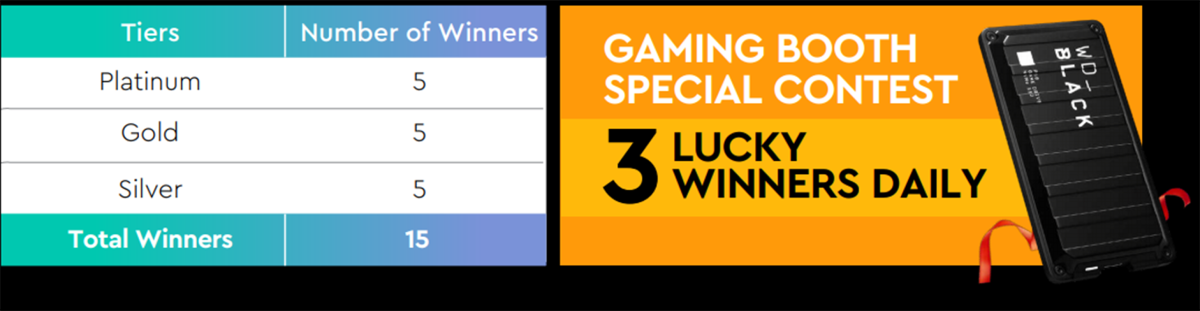 Tiers Number of Winners
Platinum 5
Gold 5
Silver 5
Total Winners 15
GAMING BOOTH
SPECIAL CONTEST
3 LUCKY
WINNERS DAILY
WD_
BLACK